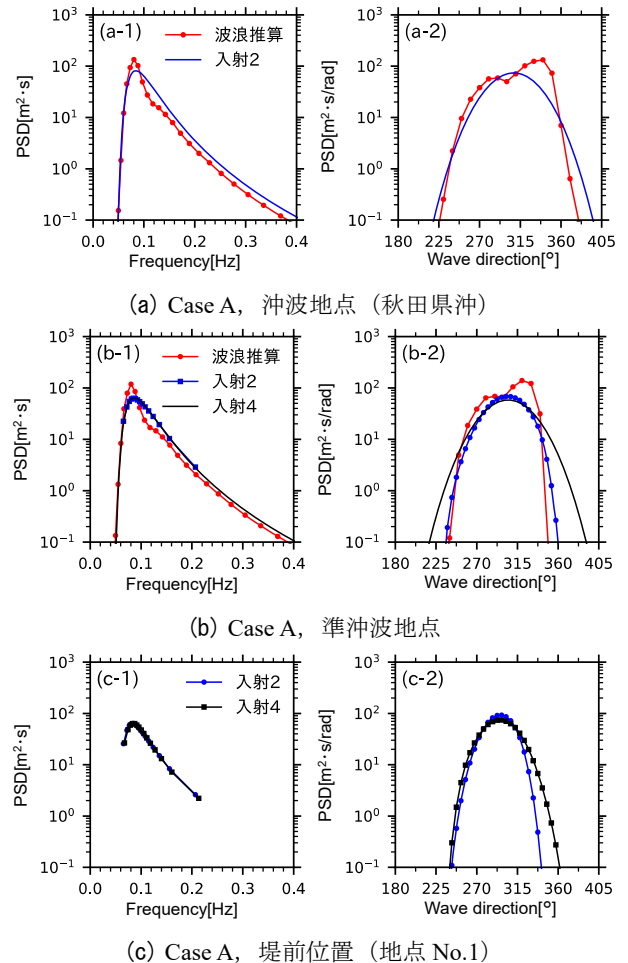 (a-1)
波浪推算
入射2
PSD[m²·s]
10³
10²
10¹
10⁰
10⁻¹
0.0 0.1 0.2 0.3 0.4
Frequency[Hz]
(a-2)
PSD[m²·s/rad]
10³
10²
10¹
10⁰
10⁻¹
180 225 270 315 360 405
Wave direction[°]
(a) Case A, 沖波地点（秋田県沖）
(b-1)
波浪推算
入射2
入射4
PSD[m²·s]
10³
10²
10¹
10⁰
10⁻¹
0.0 0.1 0.2 0.3 0.4
Frequency[Hz]
(b-2)
PSD[m²·s/rad]
10³
10²
10¹
10⁰
10⁻¹
180 225 270 315 360 405
Wave direction[°]
(b) Case A, 準沖波地点
(c-1)
入射2
入射4
PSD[m²·s]
10³
10²
10¹
10⁰
10⁻¹
0.0 0.1 0.2 0.3 0.4
Frequency[Hz]
(c-2)
PSD[m²·s/rad]
10³
10²
10¹
10⁰
10⁻¹
180 225 270 315 360 405
Wave direction[°]
(c) Case A, 堤前位置（地点 No.1）